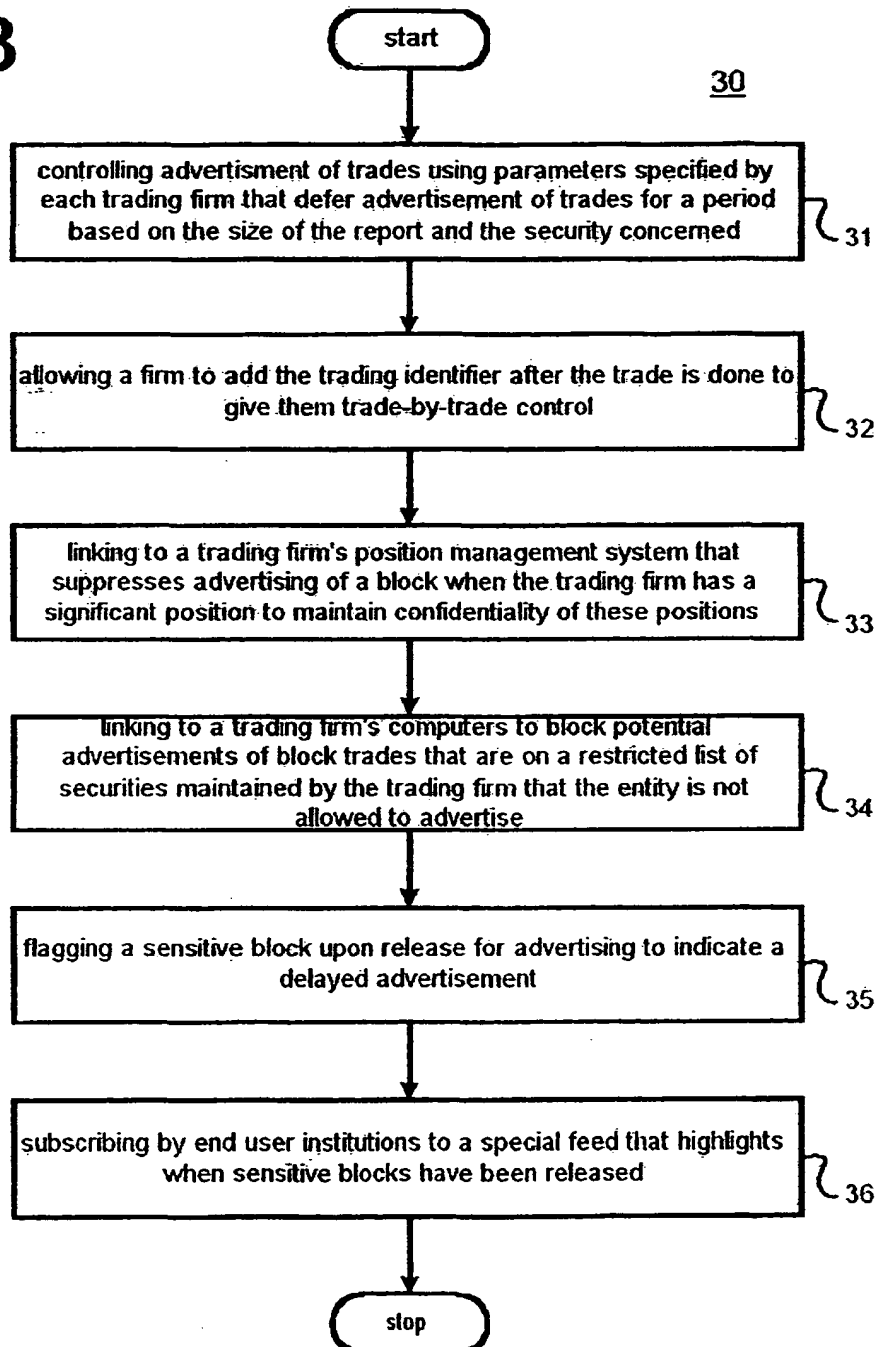 start
30
controlling advertisment of trades using parameters specified by
each trading firm that defer advertisement of trades for a period
based on the size of the report and the security concerned
31
allowing a firm to add the trading identifier after the trade is done to
give them trade-by-trade control
32
linking to a trading firm's position management system that
suppresses advertising of a block when the trading firm has a
significant position to maintain confidentiality of these positions
33
linking to a trading firm's computers to block potential
advertisements of block trades that are on a restricted list of
securities maintained by the trading firm that the entity is not
allowed to advertise
34
flagging a sensitive block upon release for advertising to indicate a
delayed advertisement
35
subscribing by end user institutions to a special feed that highlights
when sensitive blocks have been released
36
stop